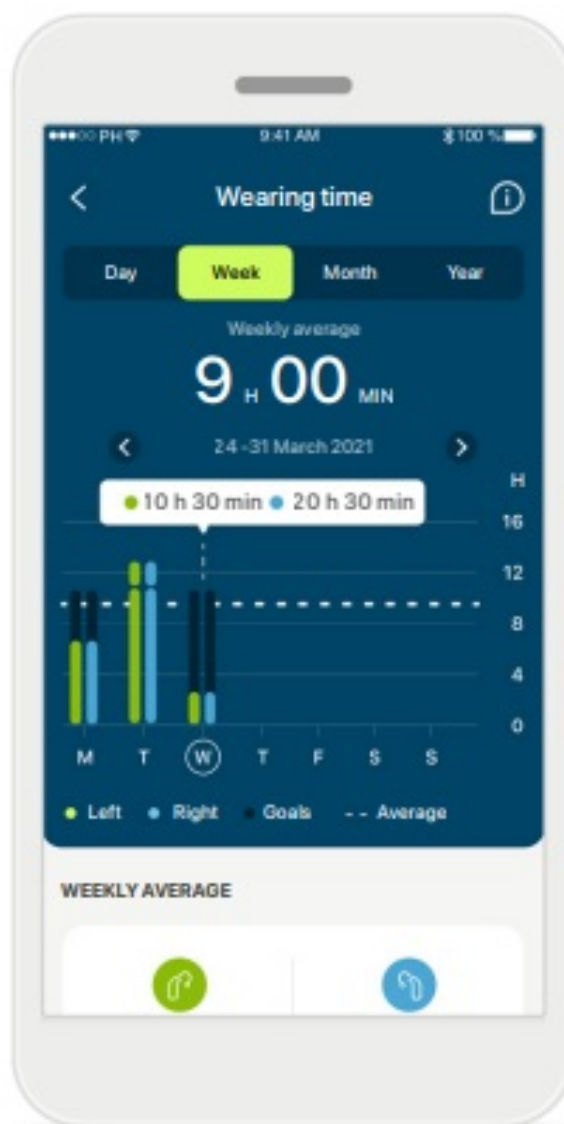 PH 9:41 AM 100 %
Wearing time
Day Week Month Year
Weekly average
9 H 00 MIN
24-31 March 2021
H
10 h 30 min 20 h 30 min
16
12
8
4
0
M T W T F S S
Left Right Goals -- Average
WEEKLY AVERAGE